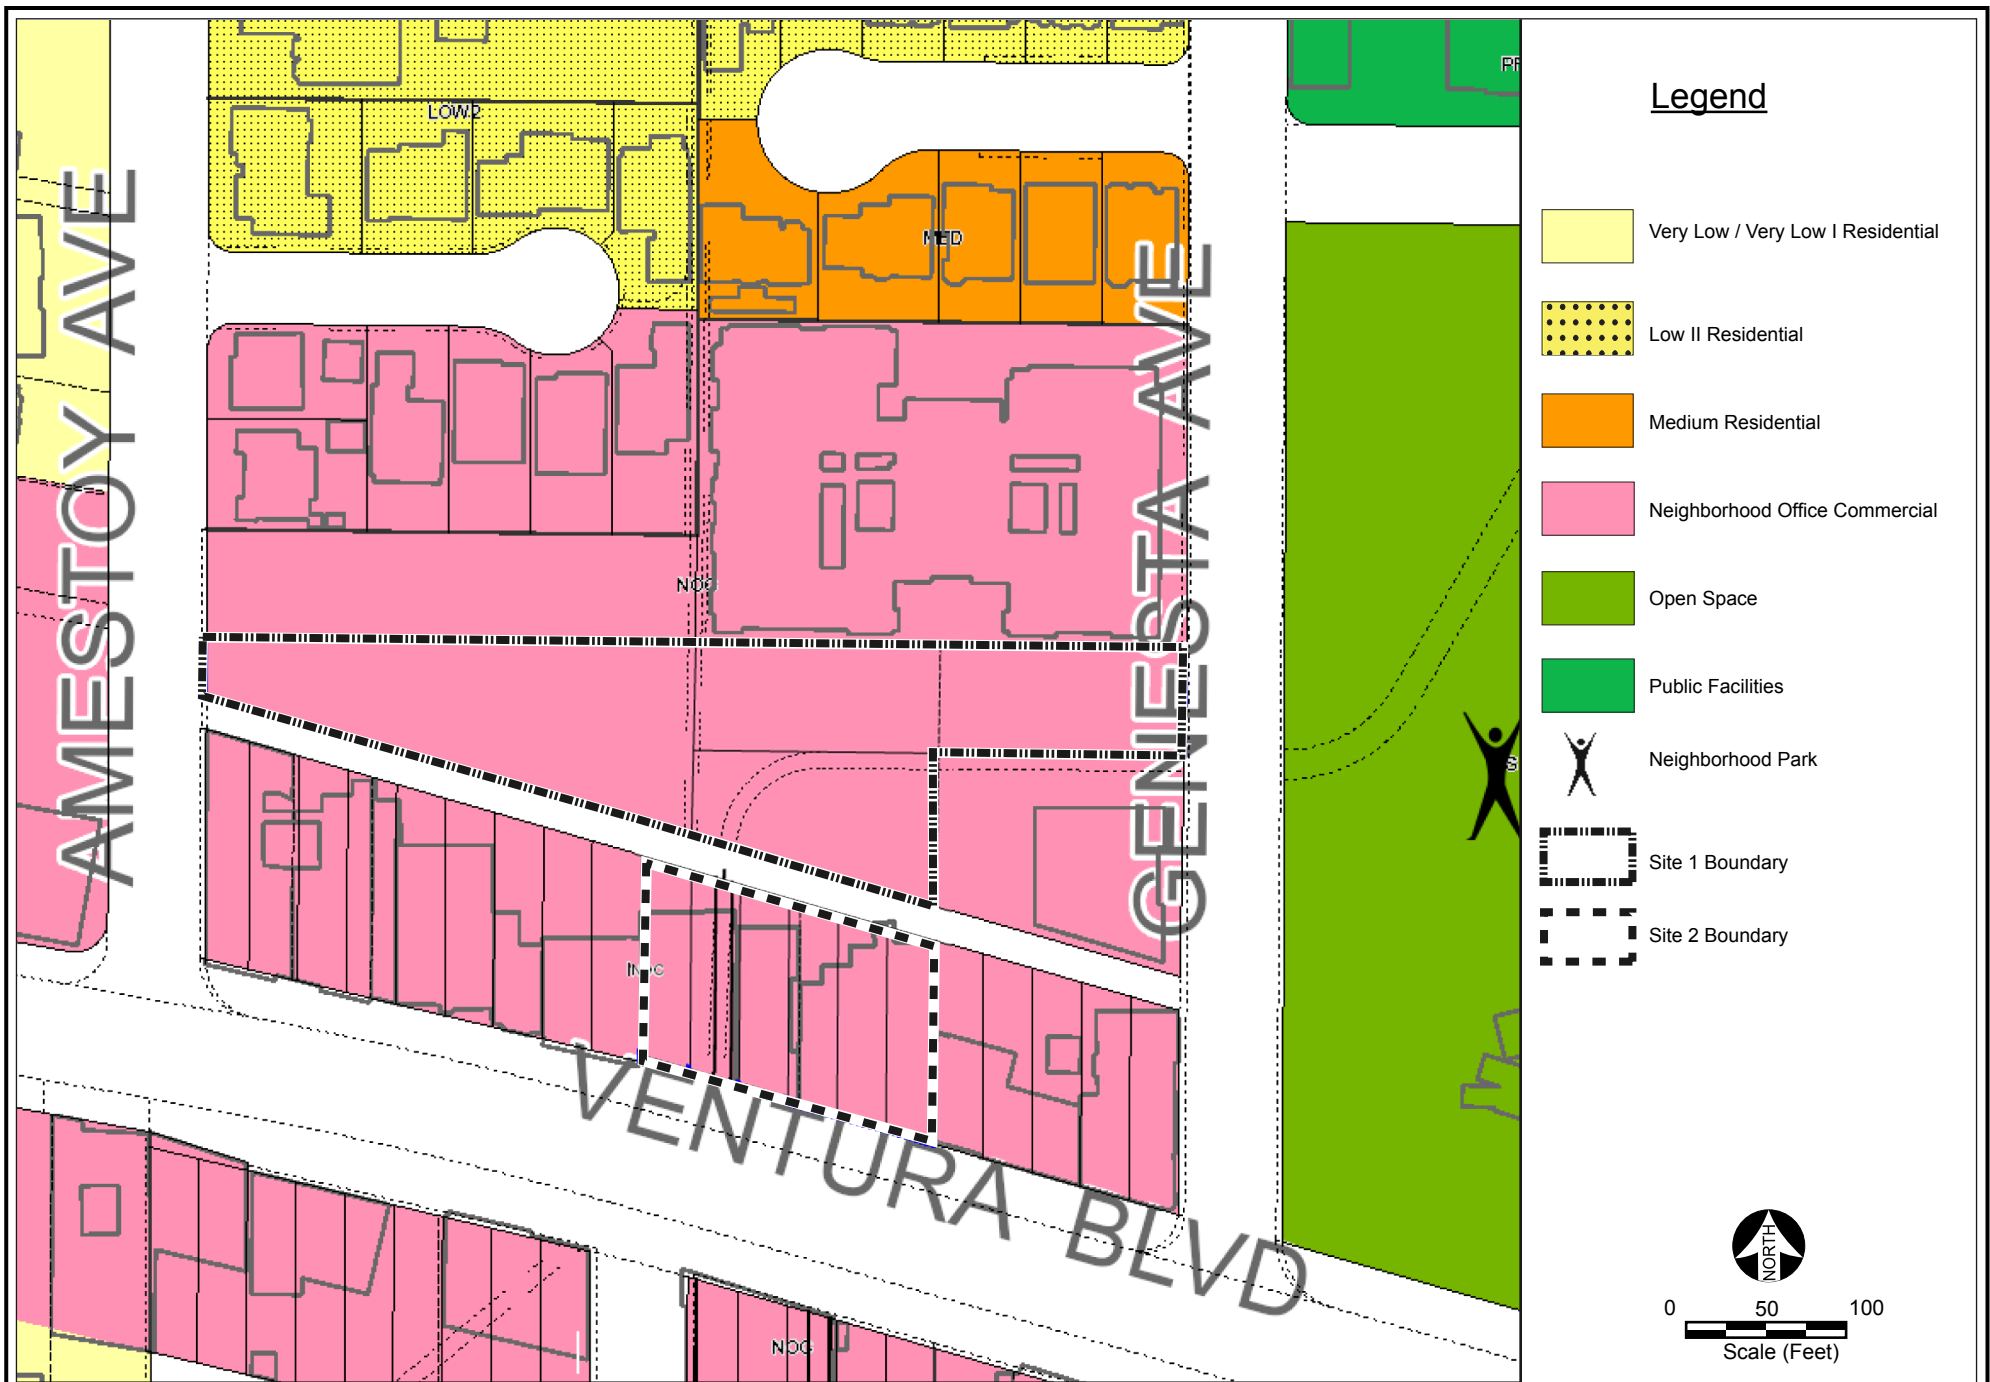 LOW2
MED
AMESTOY AVE
GENESTA AVE
NOC
VENTURA BLVD
NOC
Legend
Very Low / Very Low I Residential
Low II Residential
Medium Residential
Neighborhood Office Commercial
Open Space
Public Facilities
Neighborhood Park
Site 1 Boundary
Site 2 Boundary
NORTH
0 50 100
Scale (Feet)